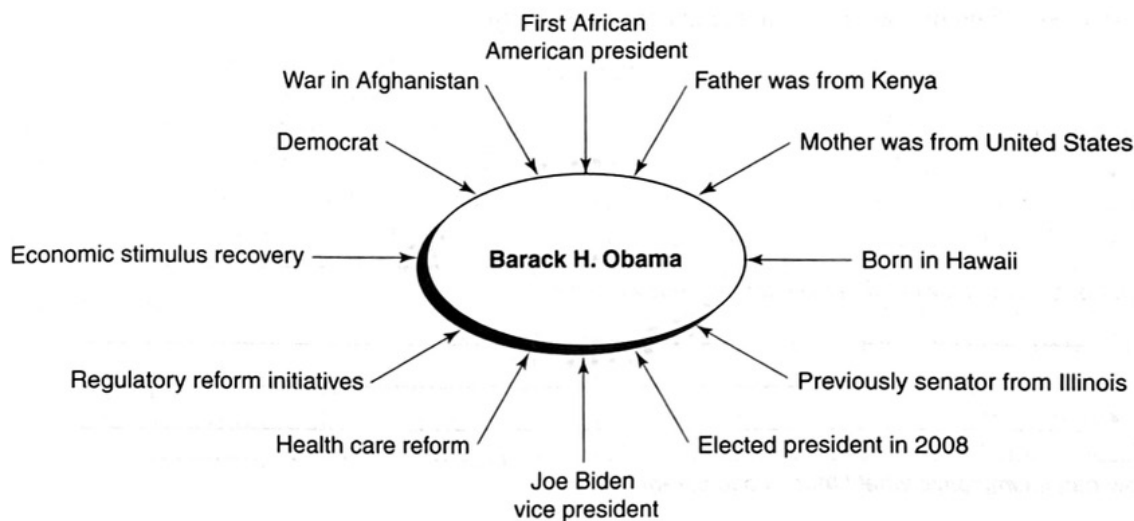 First African
American president
War in Afghanistan
Father was from Kenya
Democrat
Mother was from United States
Economic stimulus recovery
Barack H. Obama
Born in Hawaii
Regulatory reform initiatives
Previously senator from Illinois
Health care reform
Elected president in 2008
Joe Biden
vice president